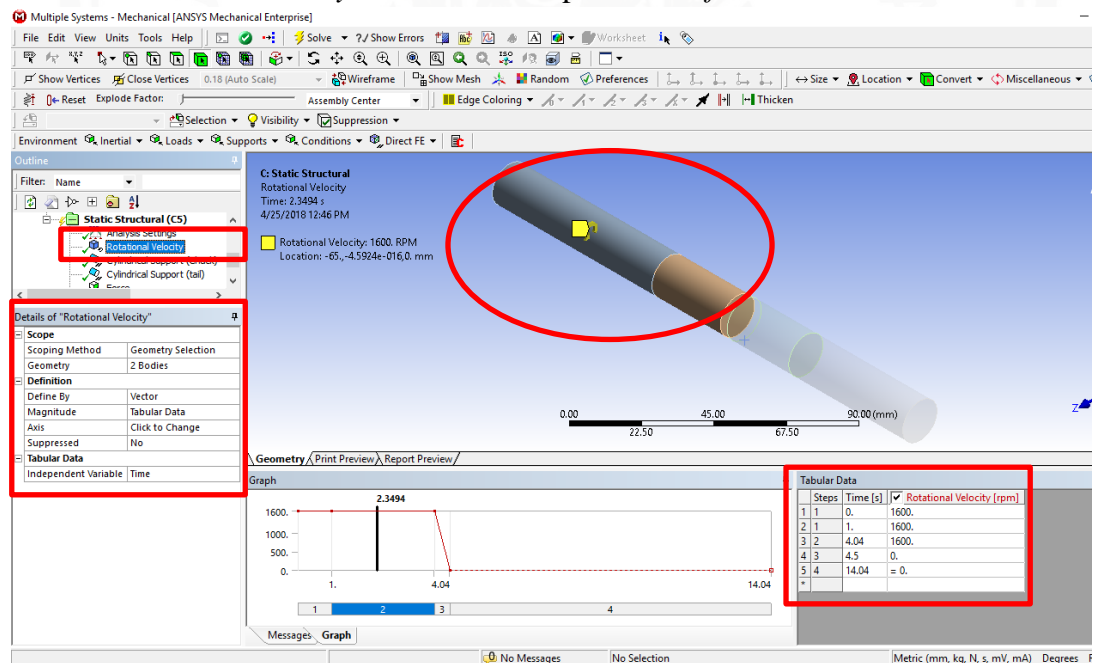 Multiple Systems - Mechanical [ANSYS Mechanical Enterprise]
File Edit View Units Tools Help Solve ?/ Show Errors A Worksheet
Show Vertices Close Vertices 0.18 (Auto Scale) Wireframe Show Mesh Random Preferences Size Location Convert Miscellaneous
Reset Explode Factor: Assembly Center Edge Coloring Thicken
Selection Visibility Suppression
Environment Inertial Loads Supports Conditions Direct FE
Outline
Filter: Name
Static Structural (C5)
Analysis Settings
Rotational Velocity
Cylindrical Support (chuck)
Cylindrical Support (tail)
Force
Details of "Rotational Velocity"
Scope
Scoping Method Geometry Selection
Geometry 2 Bodies
Definition
Define By Vector
Magnitude Tabular Data
Axis Click to Change
Suppressed No
Tabular Data
Independent Variable Time
C: Static Structural
Rotational Velocity
Time: 2.3494 s
4/25/2018 12:46 PM
Rotational Velocity: 1600. RPM
Location: -65.,-4.5924e-016,0. mm
0.00 45.00 90.00 (mm)
22.50 67.50
Z
Geometry Print Preview Report Preview
Graph
2.3494
1600.
1000.
500.
0.
1. 4.04 14.04
1 2 3 4
Messages Graph
Tabular Data
Steps Time [s] Rotational Velocity [rpm]
1 1 0. 1600.
2 1 1. 1600.
3 2 4.04 1600.
4 3 4.5 0.
5 4 14.04 = 0.
*
No Messages No Selection Metric (mm, kg, N, s, mV, mA) Degrees